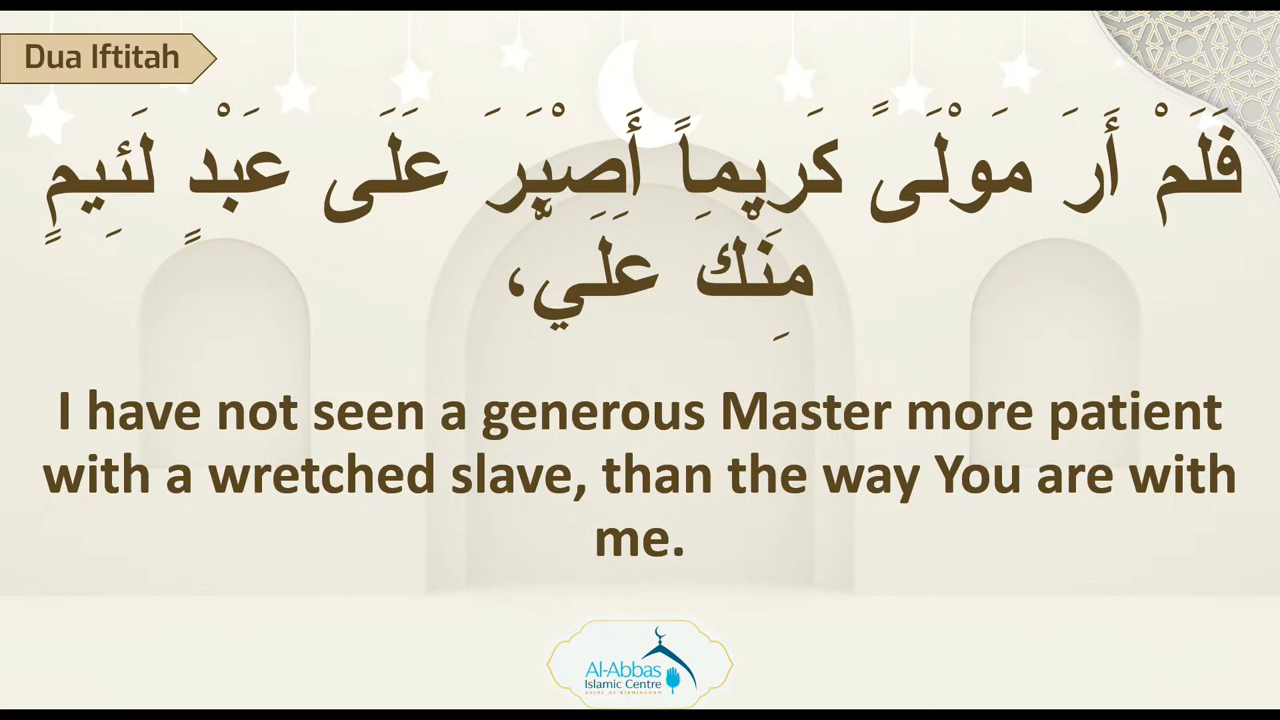 Dua Iftitah
فَلَمْ أَرَ مَوْلَىً كَرِيماً أَصْبَرَ عَلَى عَبْدٍ لَئِيمٍ
مِنَك عَلَي،
I have not seen a generous Master more patient
with a wretched slave, than the way You are with
me.
Al-Abbas
Islamic Centre